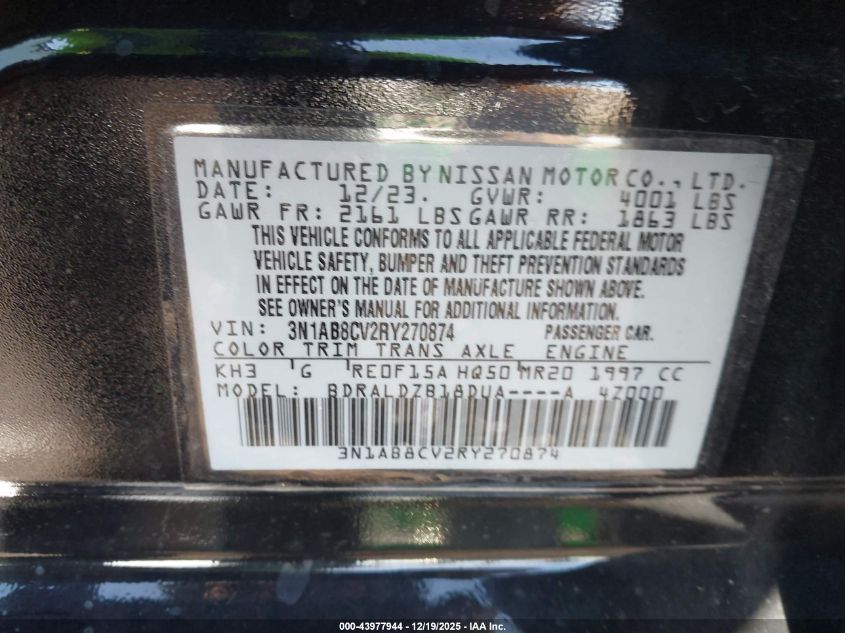 MANUFACTURED BY NISSAN MOTOR CO., LTD.
DATE: 12/23. GVWR: 4001 LBS
GAWR FR: 2161 LBS GAWR RR: 1863 LBS
THIS VEHICLE CONFORMS TO ALL APPLICABLE FEDERAL MOTOR
VEHICLE SAFETY, BUMPER AND THEFT PREVENTION STANDARDS
IN EFFECT ON THE DATE OF MANUFACTURE SHOWN ABOVE.
SEE OWNER'S MANUAL FOR ADDITIONAL INFORMATION.
VIN: 3N1AB8CV2RY270874 PASSENGER CAR.
COLOR TRIM TRANS AXLE ENGINE
KH3 G RE0F15A HQ50 MR20 1997 CC
MODEL: BDRALDZB18DUA----A 4Z000
3N1AB8CV2RY270874
000-43977944 - 12/19/2025 - IAA Inc.